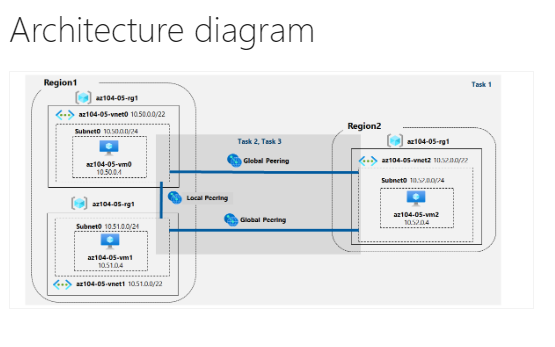 Architecture diagram
Region1
Task 1
az104-05-rg1
az104-05-vnet0 10.50.0.0/22
Subnet0 10.50.0.0/24
az104-05-vm0
10.50.0.4
Task 2, Task 3
Global Peering
Region2
az104-05-rg1
az104-05-vnet2 10.52.0.0/22
Subnet0 10.52.0.0/24
az104-05-vm2
10.52.0.4
Local Peering
az104-05-rg1
Global Peering
Subnet0 10.51.0.0/24
az104-05-vm1
10.51.0.4
az104-05-vnet1 10.51.0.0/22